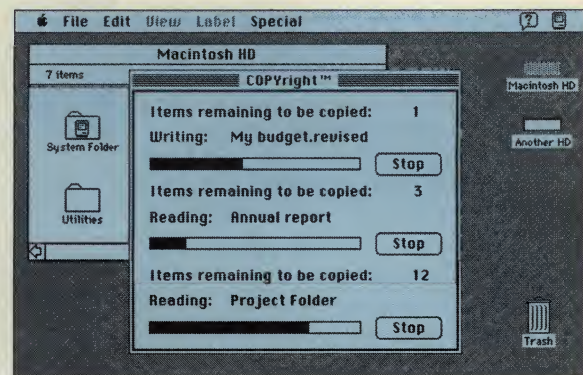 File Edit View Label Special
Macintosh HD
7 items
COPYright™
Items remaining to be copied: 1
Writing: My budget.revised
Stop
Items remaining to be copied: 3
Reading: Annual report
Stop
Items remaining to be copied: 12
Reading: Project Folder
Stop
System Folder
Utilities
Macintosh HD
Another HD
Trash